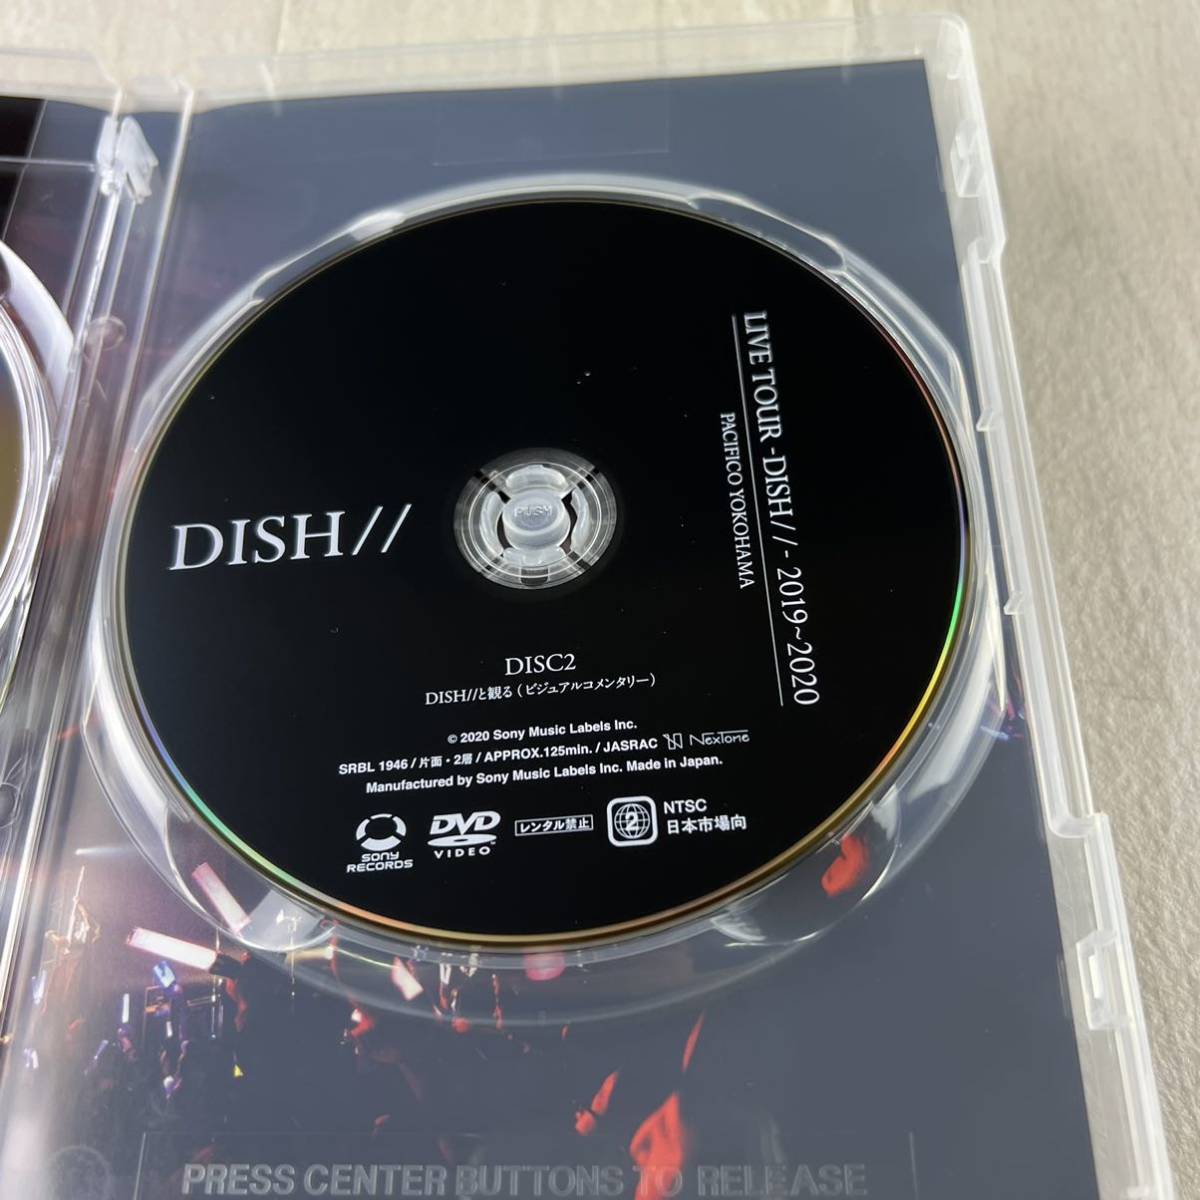 DISH//
LIVE TOUR -DISH//- 2019~2020
PACIFICO YOKOHAMA
PUSH
DISC2
DISH//と観る（ビジュアルコメンタリー）
© 2020 Sony Music Labels Inc.
SRBL 1946 / 片面・2層 / APPROX.125min. / JASRAC NexTone
Manufactured by Sony Music Labels Inc. Made in Japan.
SONY RECORDS
DVD VIDEO™
レンタル禁止
2
NTSC
日本市場向
PRESS CENTER BUTTONS TO RELEASE